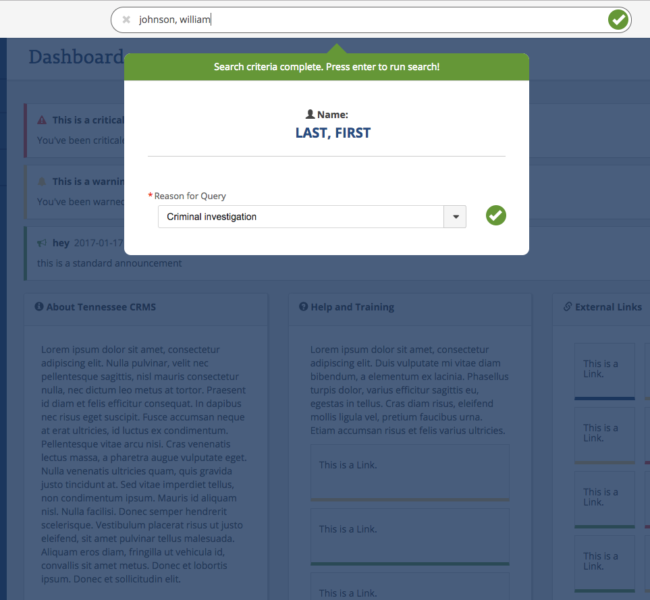 johnson, william
Dashboard
Search criteria complete. Press enter to run search!
Name:
LAST, FIRST
* Reason for Query
Criminal investigation
This is a critical
You've been criticale
This is a warnin
You've been warned
hey 2017-01-17
this is a standard announcement
About Tennessee CRMS
Lorem ipsum dolor sit amet, consectetur
adipiscing elit. Nulla pulvinar, velit nec
pellentesque sagittis, nisl mauris consectetur
nulla, nec dictum leo metus at tortor. Praesent
id diam et felis efficitur consequat. In dapibus
nec risus eget suscipit. Fusce accumsan neque
at erat ultricies, id luctus ex condimentum.
Pellentesque vitae arcu nisi. Cras venenatis
lectus massa, a pharetra augue vulputate eget.
Nulla venenatis ultricies quam, quis gravida
justo tincidunt at. Sed vitae imperdiet tellus,
non condimentum ipsum. Mauris id aliquam
nisl. Nulla facilisi. Donec semper hendrerit
scelerisque. Vestibulum placerat risus ut justo
eleifend, sit amet pulvinar tellus malesuada.
Aliquam eros diam, fringilla ut vehicula id,
convallis sit amet metus. Donec et lobortis
ipsum. Donec et sollicitudin elit.
Help and Training
Lorem ipsum dolor sit amet, consectetur
adipiscing elit. Duis vulputate mi vitae diam
bibendum, a elementum ex lacinia. Phasellus
turpis dolor, varius efficitur sagittis eu,
egestas in tellus. Cras diam risus, eleifend
mollis ligula vel, pretium faucibus urna.
Etiam accumsan risus et felis varius ultricies.
This is a Link.
This is a Link.
This is a Link.
External Links
This is a
Link.
This is a
Link.
This is a
Link.
This is a
Link.